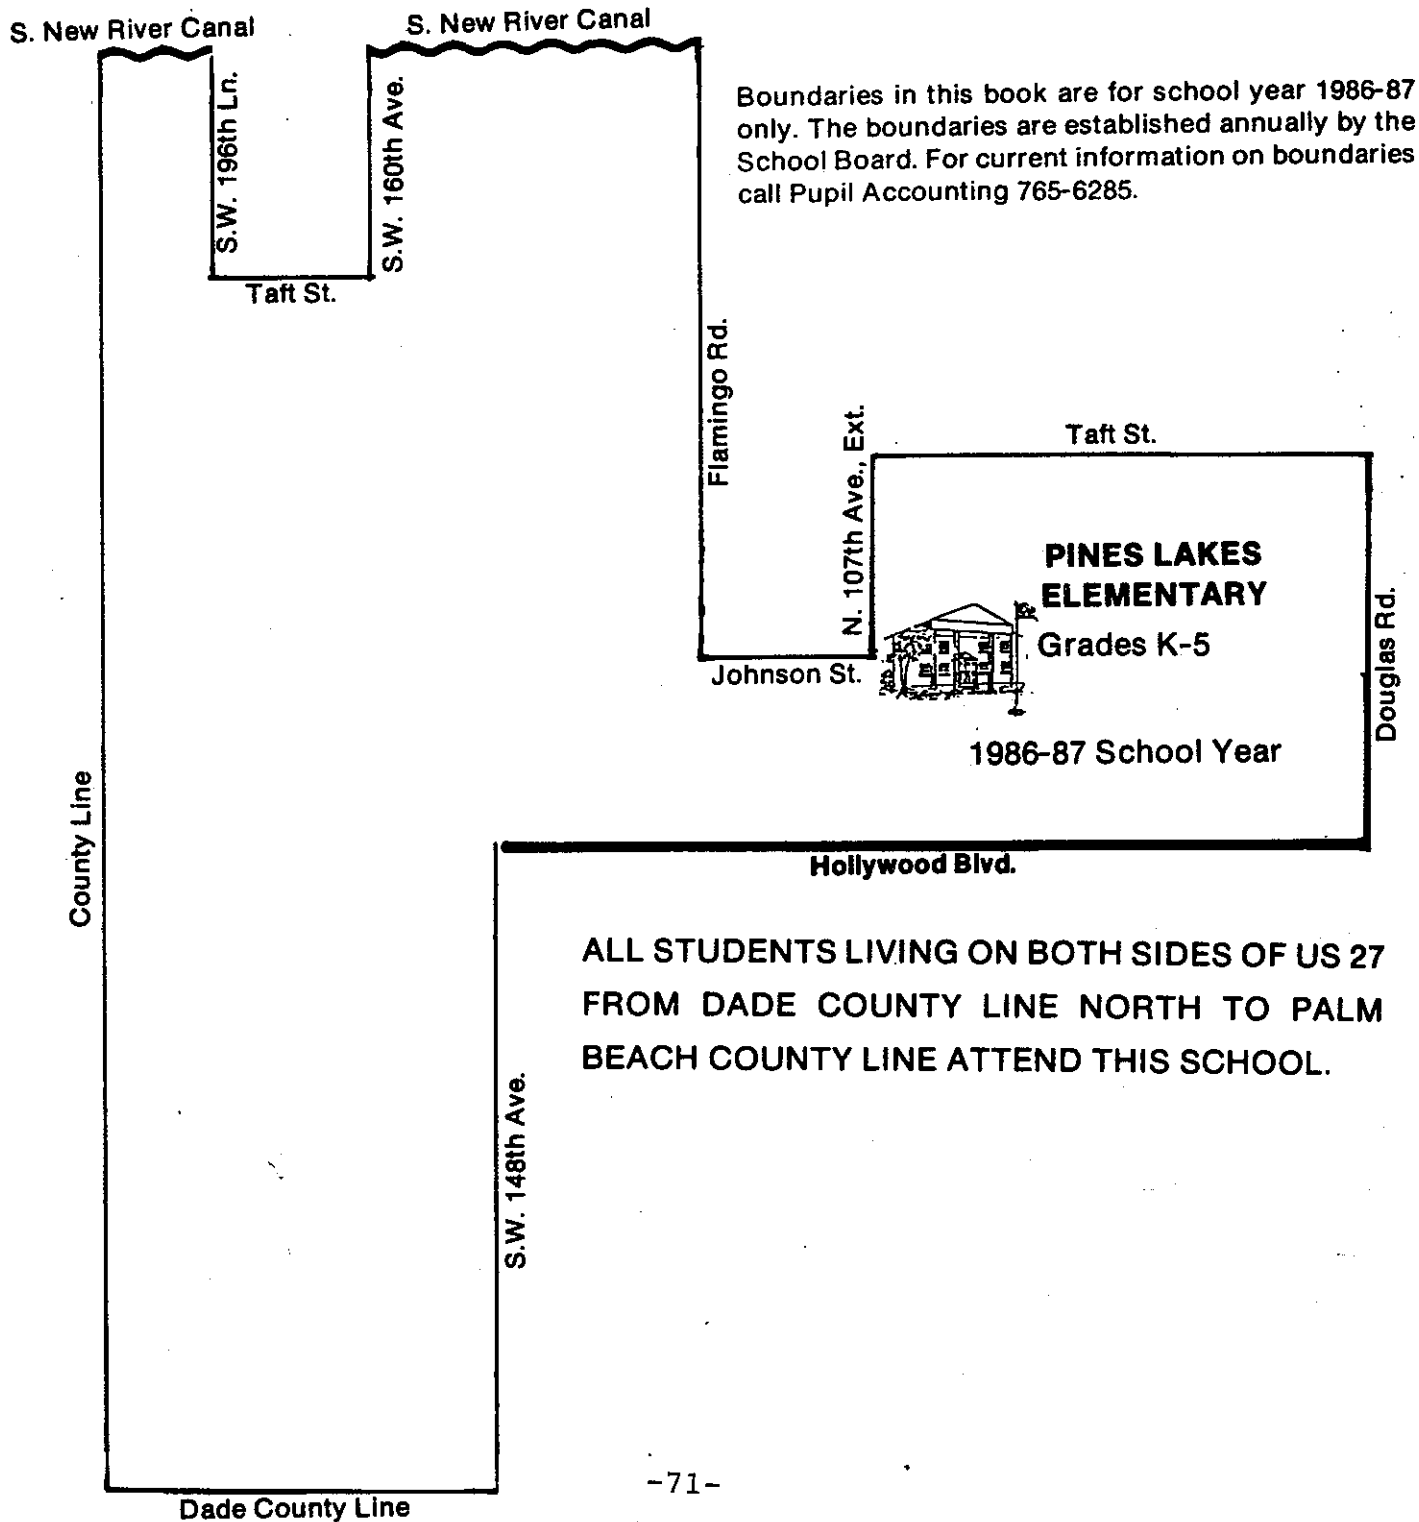 S. New River Canal
S. New River Canal
S.W. 196th Ln.
S.W. 160th Ave.
Boundaries in this book are for school year 1986-87
only. The boundaries are established annually by the
School Board. For current information on boundaries
call Pupil Accounting 765-6285.
Taft St.
Flamingo Rd.
N. 107th Ave., Ext.
Taft St.
PINES LAKES
ELEMENTARY
Grades K-5
Johnson St.
Douglas Rd.
1986-87 School Year
County Line
Hollywood Blvd.
ALL STUDENTS LIVING ON BOTH SIDES OF US 27
FROM DADE COUNTY LINE NORTH TO PALM
BEACH COUNTY LINE ATTEND THIS SCHOOL.
S.W. 148th Ave.
-71-
Dade County Line